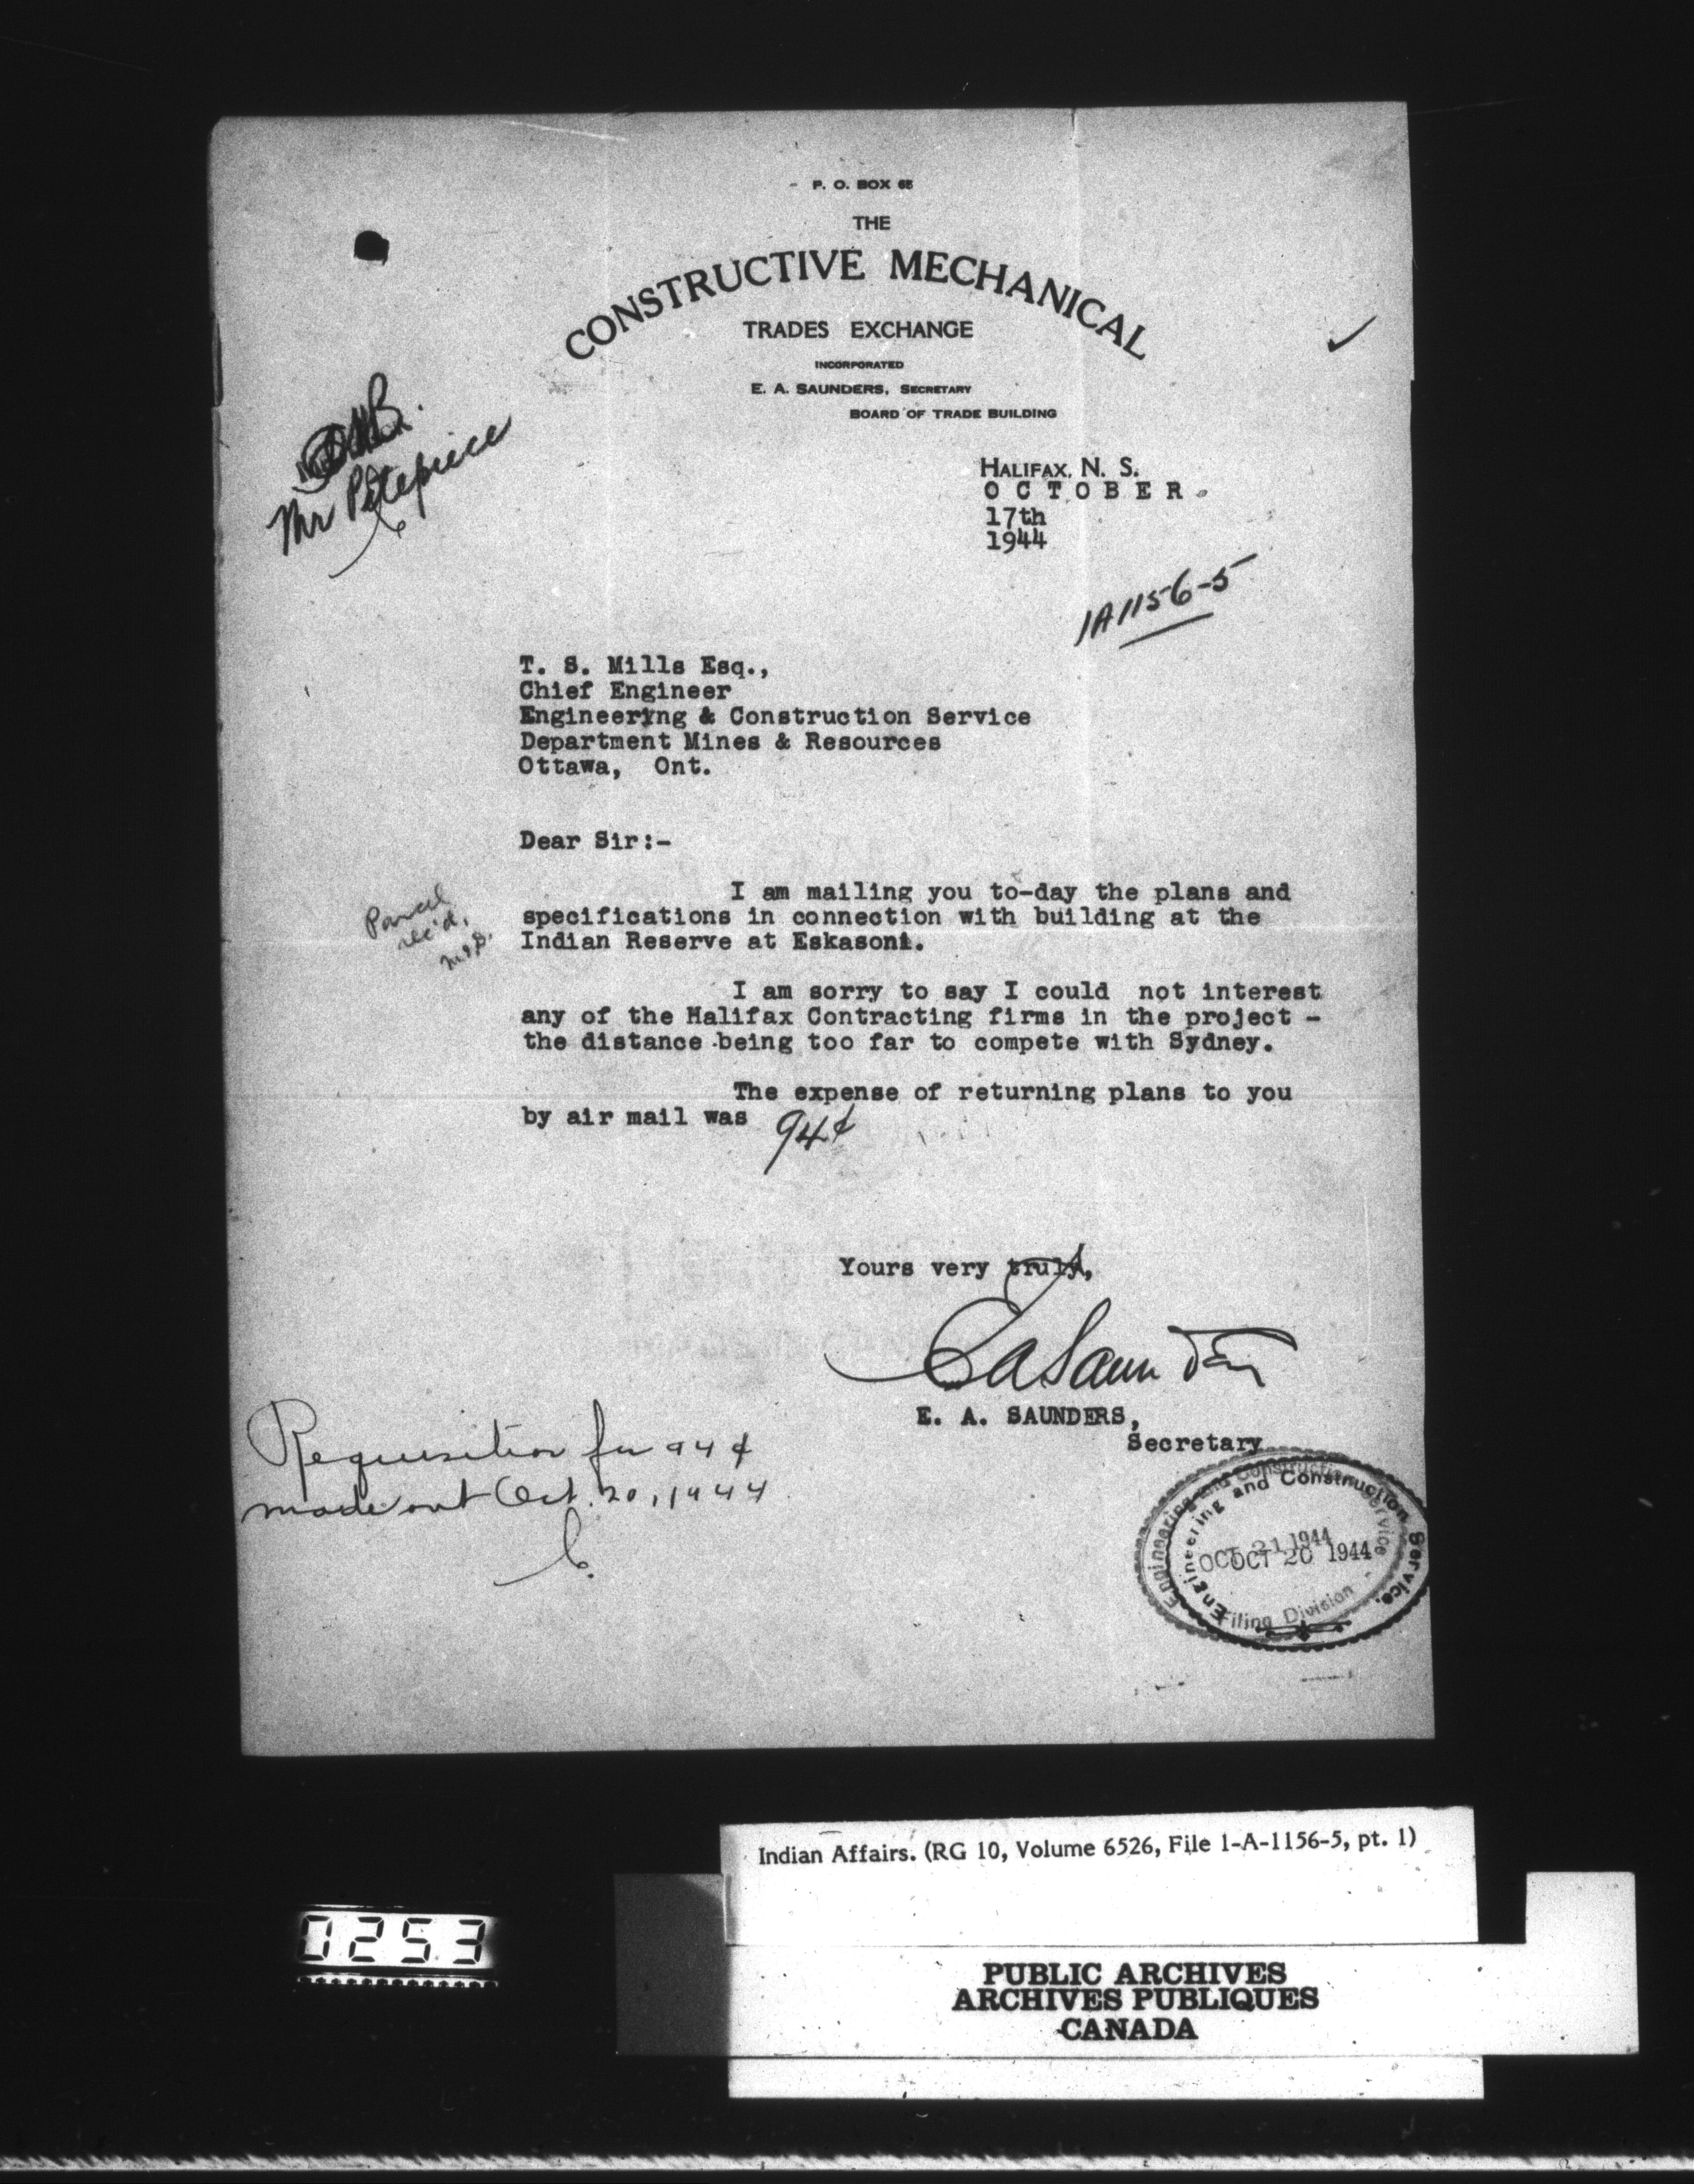 P. O. BOX 65
THE
CONSTRUCTIVE MECHANICAL
TRADES EXCHANGE
INCORPORATED
E. A. SAUNDERS, SECRETARY
BOARD OF TRADE BUILDING
HALIFAX, N. S.
OCTOBER
17th
1944
Mr Petepiece
1A1156-5
T. S. Mills Esq.,
Chief Engineer
Engineering & Construction Service
Department Mines & Resources
Ottawa, Ont.
Dear Sir:-
I am mailing you to-day the plans and
specifications in connection with building at the
Indian Reserve at Eskasoni.
Parcel
rec'd.
I am sorry to say I could not interest
any of the Halifax Contracting firms in the project -
the distance being too far to compete with Sydney.
The expense of returning plans to you
by air mail was 94¢
Yours very truly,
EASaunders
E. A. SAUNDERS,
Secretary
Requisition for 94¢
made out Oct. 20, 1944
Engineering and Construction Service
OCT 21 1944
Engineering and Construction Service.
OCT 20 1944
Filing Division
Indian Affairs. (RG 10, Volume 6526, File 1-A-1156-5, pt. 1)
0253
PUBLIC ARCHIVES
ARCHIVES PUBLIQUES
CANADA